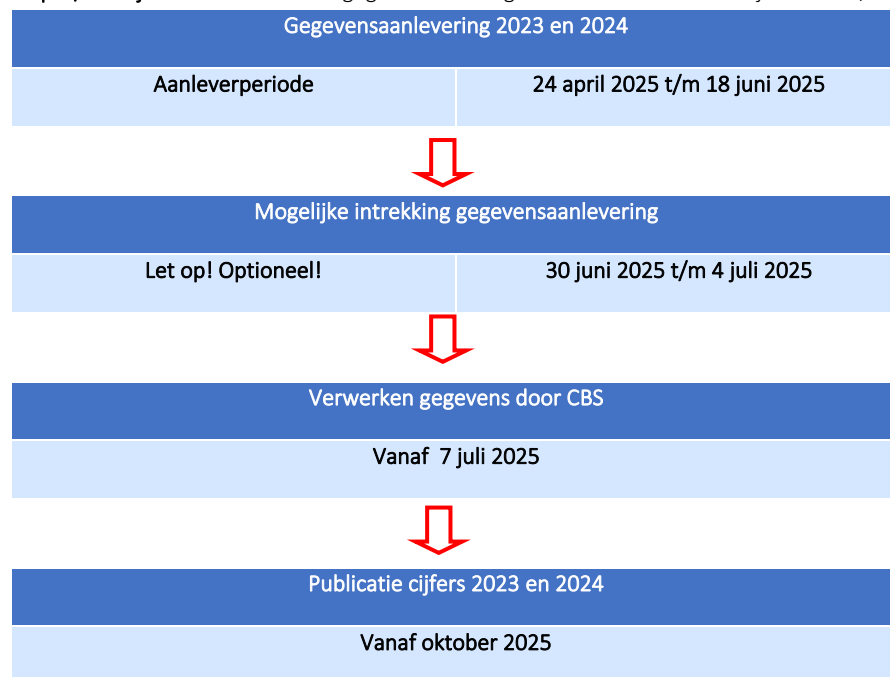 Gegevensaanlevering 2023 en 2024
Aanleverperiode 24 april 2025 t/m 18 juni 2025
Mogelijke intrekking gegevensaanlevering
Let op! Optioneel! 30 juni 2025 t/m 4 juli 2025
Verwerken gegevens door CBS
Vanaf 7 juli 2025
Publicatie cijfers 2023 en 2024
Vanaf oktober 2025